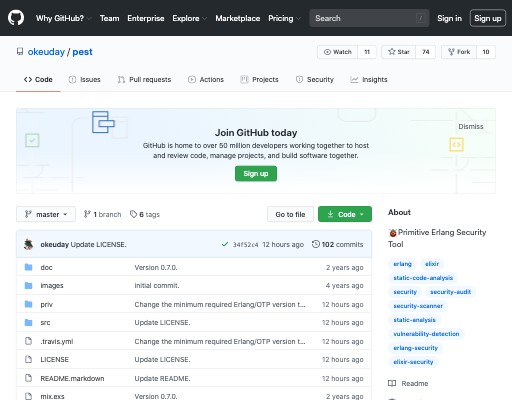 Why GitHub? Team Enterprise Explore Marketplace Pricing Search / Sign in Sign up
okeuday / pest Watch 11 Star 74 Fork 10
Code Issues Pull requests Actions Projects Security Insights
Join GitHub today
Dismiss
GitHub is home to over 50 million developers working together to host
and review code, manage projects, and build software together.
Sign up
master 1 branch 6 tags Go to file Code
About
Primitive Erlang Security
Tool
okeuday Update LICENSE. 34f52c4 12 hours ago 102 commits
doc Version 0.7.0. 2 years ago
images initial commit. 4 years ago
priv Change the minimum required Erlang/OTP version t... 12 hours ago
src Update LICENSE. 12 hours ago
.travis.yml Change the minimum required Erlang/OTP version t... 12 hours ago
LICENSE Update LICENSE. 12 hours ago
README.markdown Update README. 12 hours ago
mix.exs Version 0.7.0. 2 years ago
erlang elixir
static-code-analysis
security security-audit
security-scanner
static-analysis
vulnerability-detection
erlang-security
elixir-security
Readme